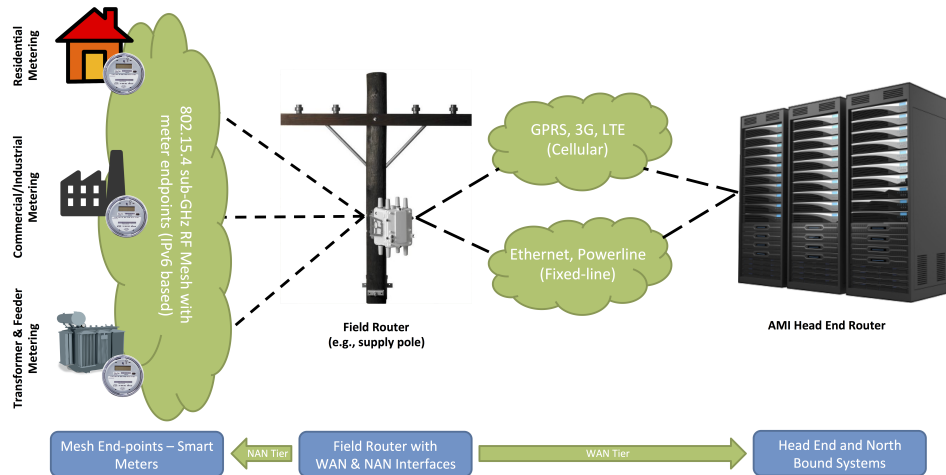 Residential
Metering
Commercial/Industrial
Metering
Transformer & Feeder
Metering
802.15.4 sub-GHz RF Mesh with
meter endpoints (IPv6 based)
GPRS, 3G, LTE
(Cellular)
Ethernet, Powerline
(Fixed-line)
Field Router
(e.g., supply pole)
AMI Head End Router
Mesh End-points – Smart
Meters
NAN Tier
Field Router with
WAN & NAN Interfaces
WAN Tier
Head End and North
Bound Systems